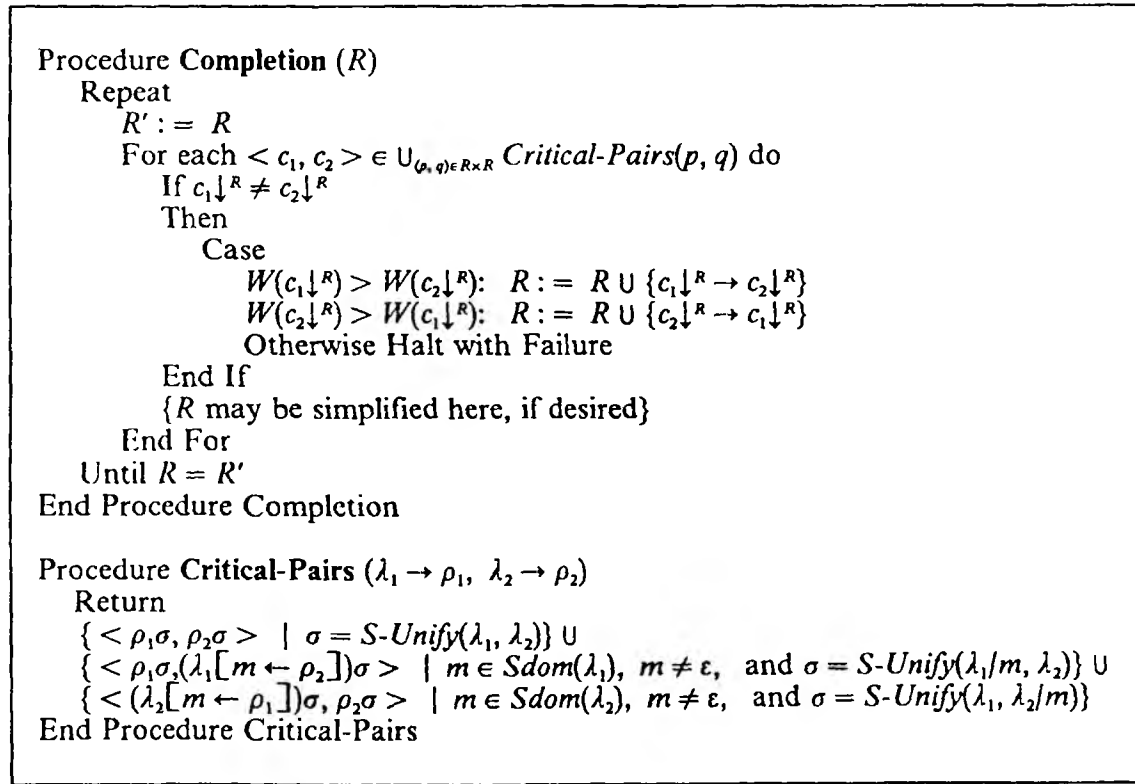 Procedure Completion (R)
Repeat
R' := R
For each < c₁, c₂ > ∈ ∪₍ₚ, q₎∈R×R Critical-Pairs(p, q) do
If c₁↓ᴿ ≠ c₂↓ᴿ
Then
Case
W(c₁↓ᴿ) > W(c₂↓ᴿ): R := R ∪ {c₁↓ᴿ → c₂↓ᴿ}
W(c₂↓ᴿ) > W(c₁↓ᴿ): R := R ∪ {c₂↓ᴿ → c₁↓ᴿ}
Otherwise Halt with Failure
End If
{R may be simplified here, if desired}
End For
Until R = R'
End Procedure Completion
Procedure Critical-Pairs (λ₁ → ρ₁, λ₂ → ρ₂)
Return
{ < ρ₁σ, ρ₂σ > | σ = S-Unify(λ₁, λ₂)} ∪
{ < ρ₁σ,(λ₁[m ← ρ₂])σ > | m ∈ Sdom(λ₁), m ≠ ε, and σ = S-Unify(λ₁/m, λ₂)} ∪
{ < (λ₂[m ← ρ₁])σ, ρ₂σ > | m ∈ Sdom(λ₂), m ≠ ε, and σ = S-Unify(λ₁, λ₂/m)}
End Procedure Critical-Pairs